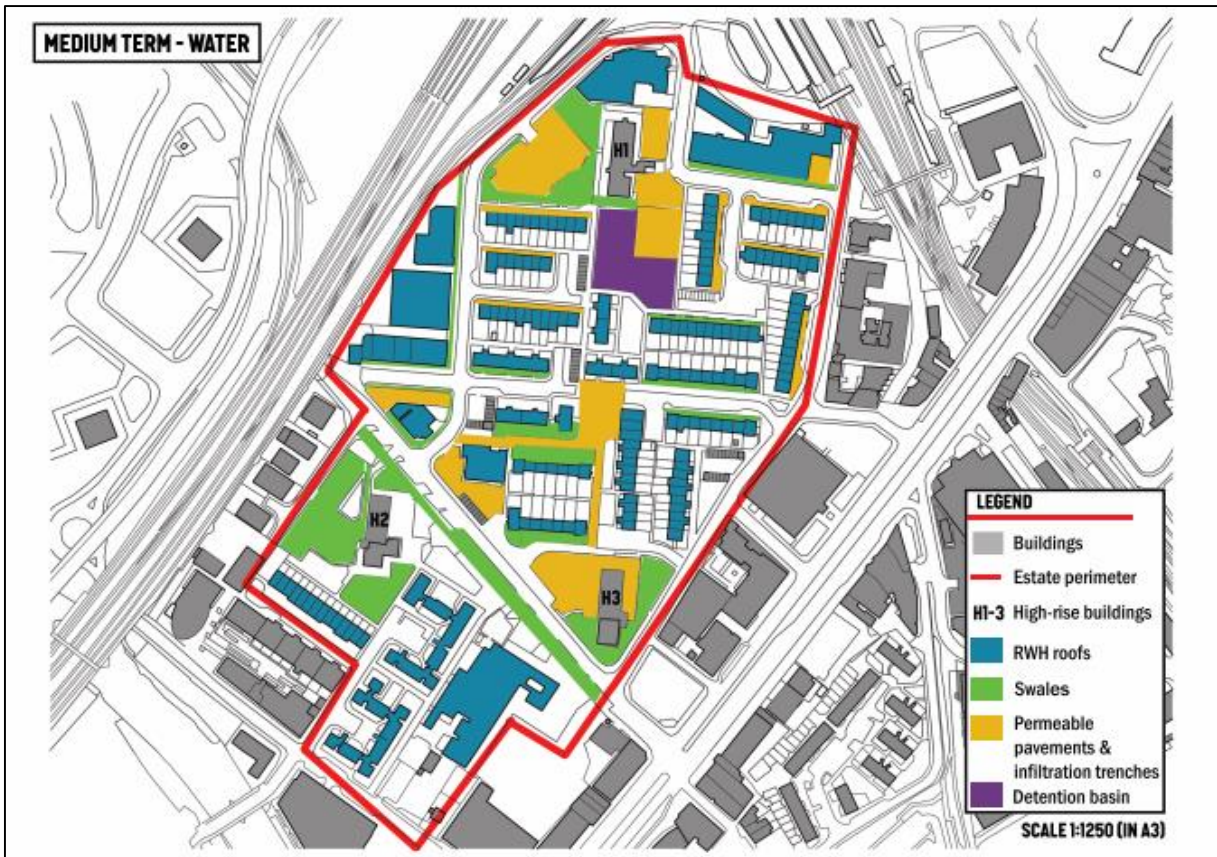 MEDIUM TERM - WATER
H1
H2
H3
LEGEND
Buildings
Estate perimeter
H1-3 High-rise buildings
RWH roofs
Swales
Permeable
pavements &
infiltration trenches
Detention basin
SCALE 1:1250 (IN A3)